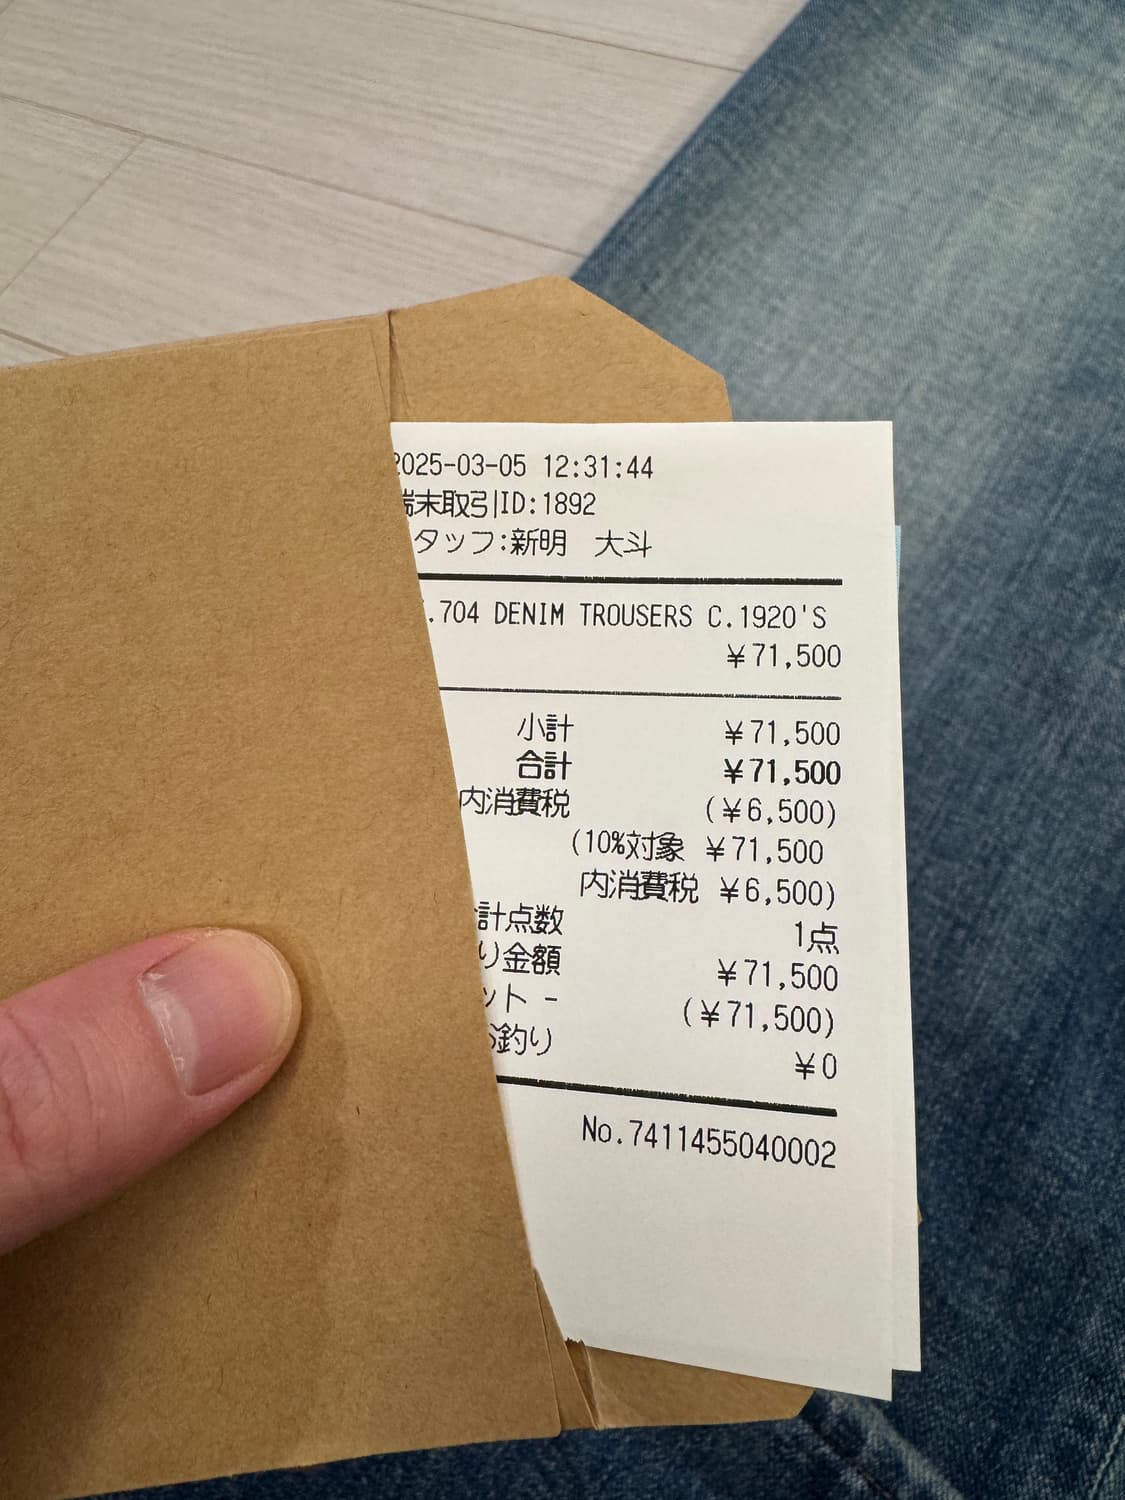 2025-03-05 12:31:44
端末取引ID:1892
タッフ:新明 大斗
.704 DENIM TROUSERS C.1920'S
¥71,500
小計 ¥71,500
合計 ¥71,500
内消費税 (¥6,500)
(10%対象 ¥71,500
内消費税 ¥6,500)
計点数 1点
り金額 ¥71,500
ット - (¥71,500)
お釣り ¥0
No.7411455040002